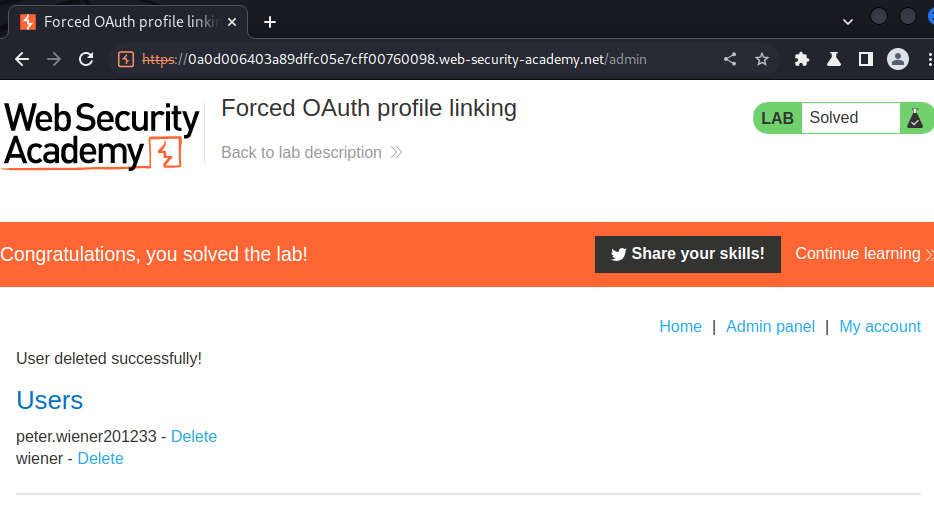 Forced OAuth profile linkin
https://0a0d006403a89dffc05e7cff00760098.web-security-academy.net/admin
Web Security
Academy
Forced OAuth profile linking
Back to lab description
LAB Solved
Congratulations, you solved the lab!
Share your skills!
Continue learning
Home | Admin panel | My account
User deleted successfully!
Users
peter.wiener201233 - Delete
wiener - Delete